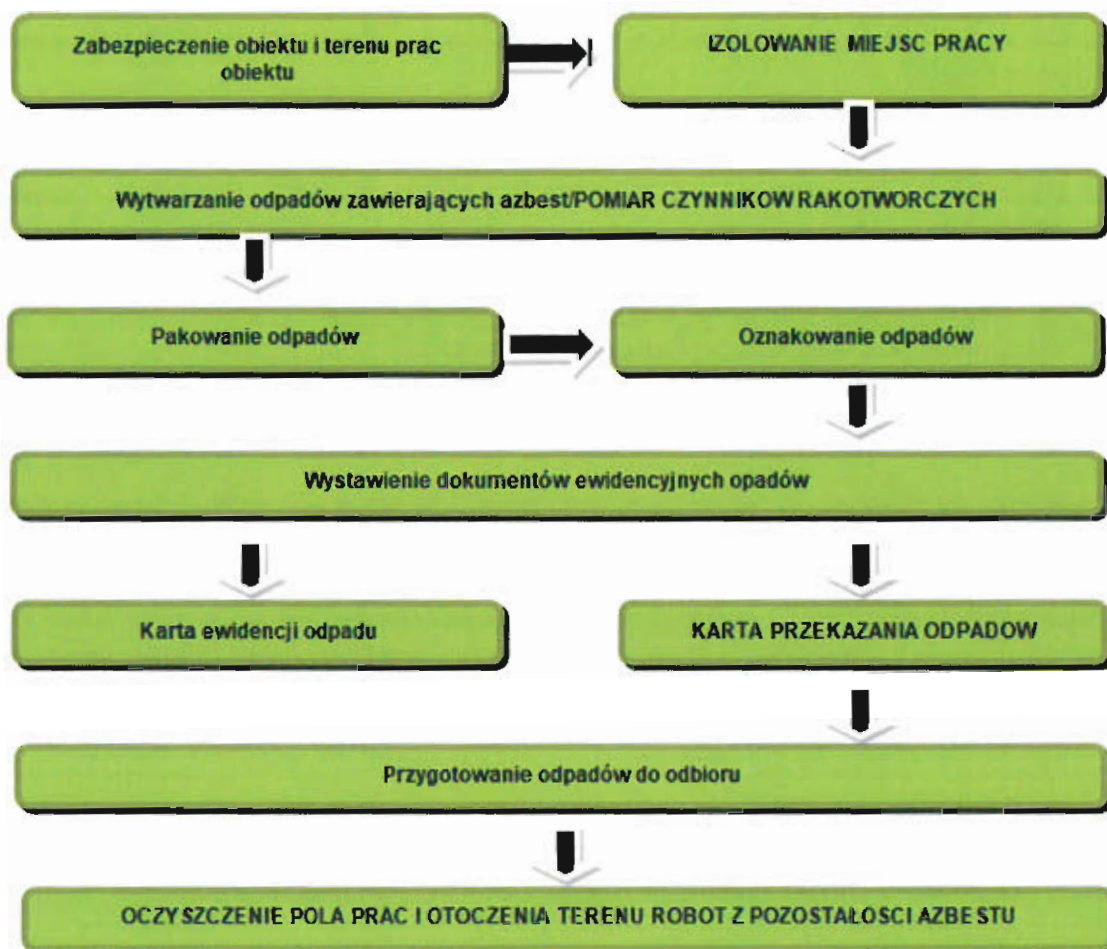 Zabezpieczenie obiektu i terenu prac
obiektu
IZOLOWANIE MIEJSC PRACY
Wytwarzanie odpadów zawierających azbest/POMIAR CZYNNIKOW RAKOTWORCZYCH
Pakowanie odpadów
Oznakowanie odpadów
Wystawienie dokumentów ewidencyjnych opadów
Karta ewidencji odpadu
KARTA PRZEKAZANIA ODPADOW
Przygotowanie odpadów do odbioru
OCZYSZCZENIE POLA PRAC I OTOCZENIA TERENU ROBOT Z POZOSTAŁOSCI AZBESTU